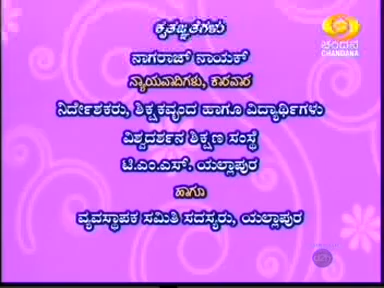 ಕೃತಜ್ಞತೆಗಳು
ಚಂದನ
CHANDANA
ನಾಗರಾಜ್ ನಾಯಕ್
ನ್ಯಾಯವಾದಿಗಳು, ಕಾರವಾರ
ನಿರ್ದೇಶಕರು, ಶಿಕ್ಷಕವೃಂದ ಹಾಗೂ ವಿದ್ಯಾರ್ಥಿಗಳು
ವಿಶ್ವದರ್ಶನ ಶಿಕ್ಷಣ ಸಂಸ್ಥೆ
ಟಿ.ಎಂ.ಎಸ್. ಯಲ್ಲಾಪುರ
ಹಾಗೂ
ವ್ಯವಸ್ಥಾಪಕ ಸಮಿತಿ ಸದಸ್ಯರು, ಯಲ್ಲಾಪುರ